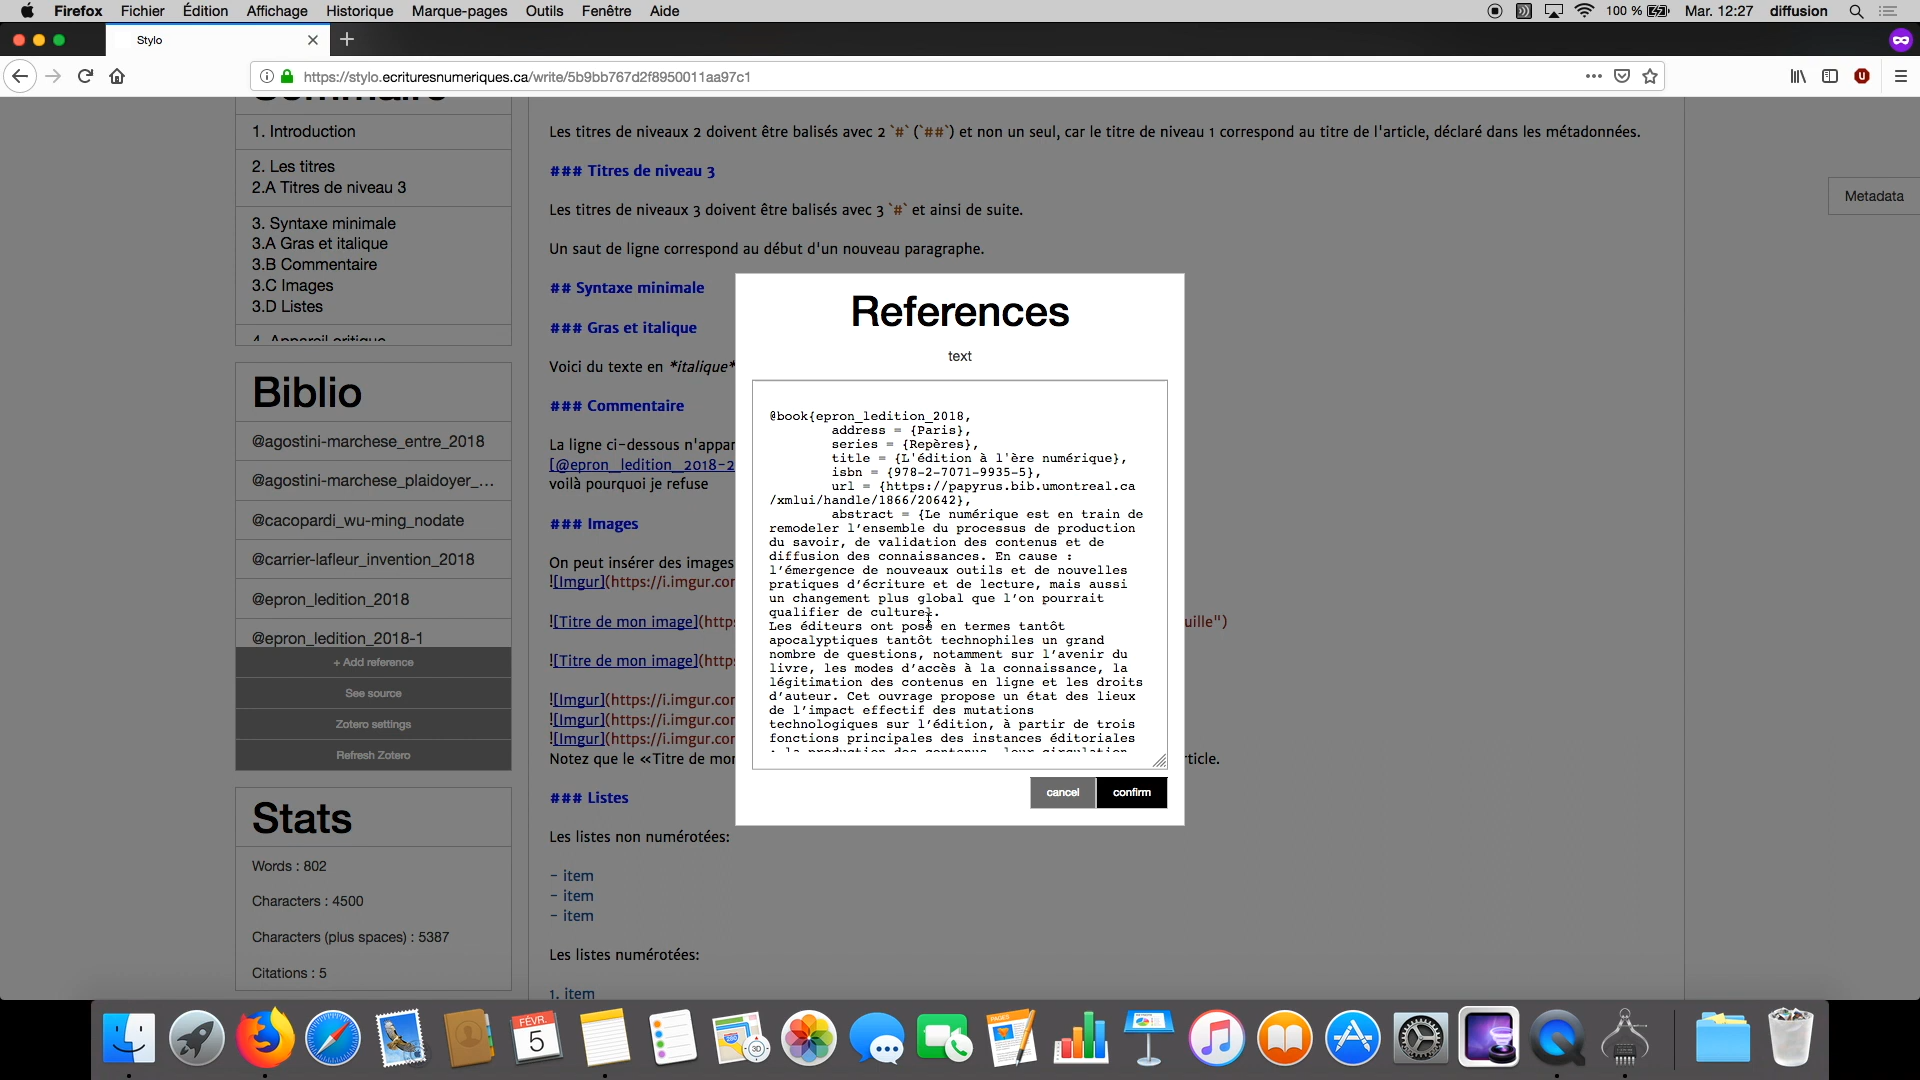 Firefox Fichier Édition Affichage Historique Marque-pages Outils Fenêtre Aide 100 % Mar. 12:27 diffusion
Stylo
https://stylo.ecrituresnumeriques.ca/write/5b9bb767d2f8950011aa97c1
Sommaire
1. Introduction
2. Les titres
2.A Titres de niveau 3
3. Syntaxe minimale
3.A Gras et italique
3.B Commentaire
3.C Images
3.D Listes
4. Appareil critique
Biblio
@agostini-marchese_entre_2018
@agostini-marchese_plaidoyer_...
@cacopardi_wu-ming_nodate
@carrier-lafleur_invention_2018
@epron_ledition_2018
@epron_ledition_2018-1
+ Add reference
See source
Zotero settings
Refresh Zotero
Stats
Words : 802
Characters : 4500
Characters (plus spaces) : 5387
Citations : 5
Les titres de niveaux 2 doivent être balisés avec 2 `#` (`##`) et non un seul, car le titre de niveau 1 correspond au titre de l'article, déclaré dans les métadonnées.
### Titres de niveau 3
Les titres de niveaux 3 doivent être balisés avec 3 `#` et ainsi de suite.
Un saut de ligne correspond au début d'un nouveau paragraphe.
## Syntaxe minimale
### Gras et italique
Voici du texte en *italique*
### Commentaire
La ligne ci-dessous n'appar
[@epron_ledition_2018-2
voilà pourquoi je refuse
### Images
On peut insérer des images
![Imgur](https://i.imgur.cor
![Titre de mon image](http uille")
![Titre de mon image](http
![Imgur](https://i.imgur.cor
![Imgur](https://i.imgur.cor
![Imgur](https://i.imgur.cor
Notez que le «Titre de mor ticle.
### Listes
Les listes non numérotées:
- item
- item
- item
Les listes numérotées:
1. item
Metadata
References
text
@book{epron_ledition_2018,
address = {Paris},
series = {Repères},
title = {L'édition à l'ère numérique},
isbn = {978-2-7071-9935-5},
url = {https://papyrus.bib.umontreal.ca
/xmlui/handle/1866/20642},
abstract = {Le numérique est en train de
remodeler l'ensemble du processus de production
du savoir, de validation des contenus et de
diffusion des connaissances. En cause :
l'émergence de nouveaux outils et de nouvelles
pratiques d'écriture et de lecture, mais aussi
un changement plus global que l'on pourrait
qualifier de culturel.
Les éditeurs ont posé en termes tantôt
apocalyptiques tantôt technophiles un grand
nombre de questions, notamment sur l'avenir du
livre, les modes d'accès à la connaissance, la
légitimation des contenus en ligne et les droits
d'auteur. Cet ouvrage propose un état des lieux
de l'impact effectif des mutations
technologiques sur l'édition, à partir de trois
fonctions principales des instances éditoriales
: la production des contenus, leur circulation
cancel
confirm
FÉVR.
5
PAGES
280
3D